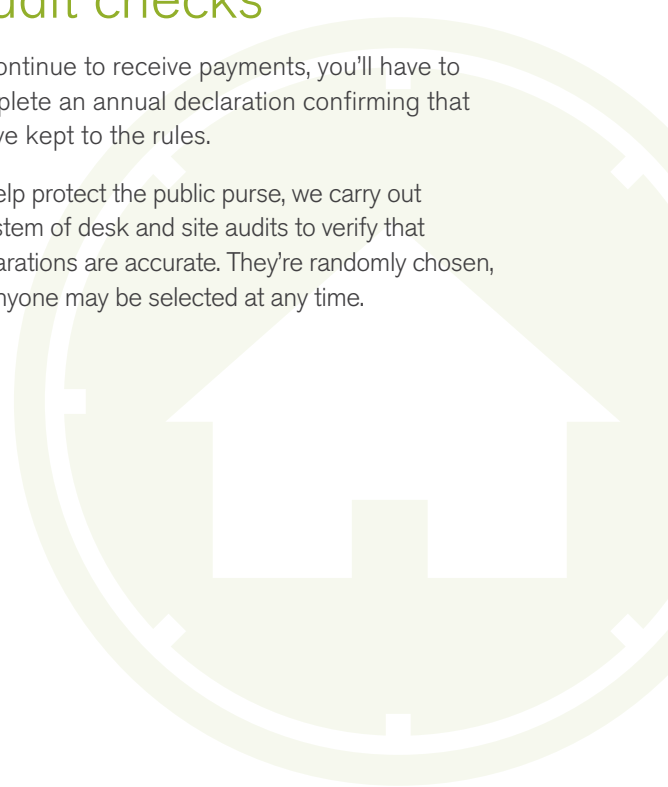 udit checks
ontinue to receive payments, you'll have to
plete an annual declaration confirming that
ve kept to the rules.
elp protect the public purse, we carry out
stem of desk and site audits to verify that
arations are accurate. They're randomly chosen,
nyone may be selected at any time.